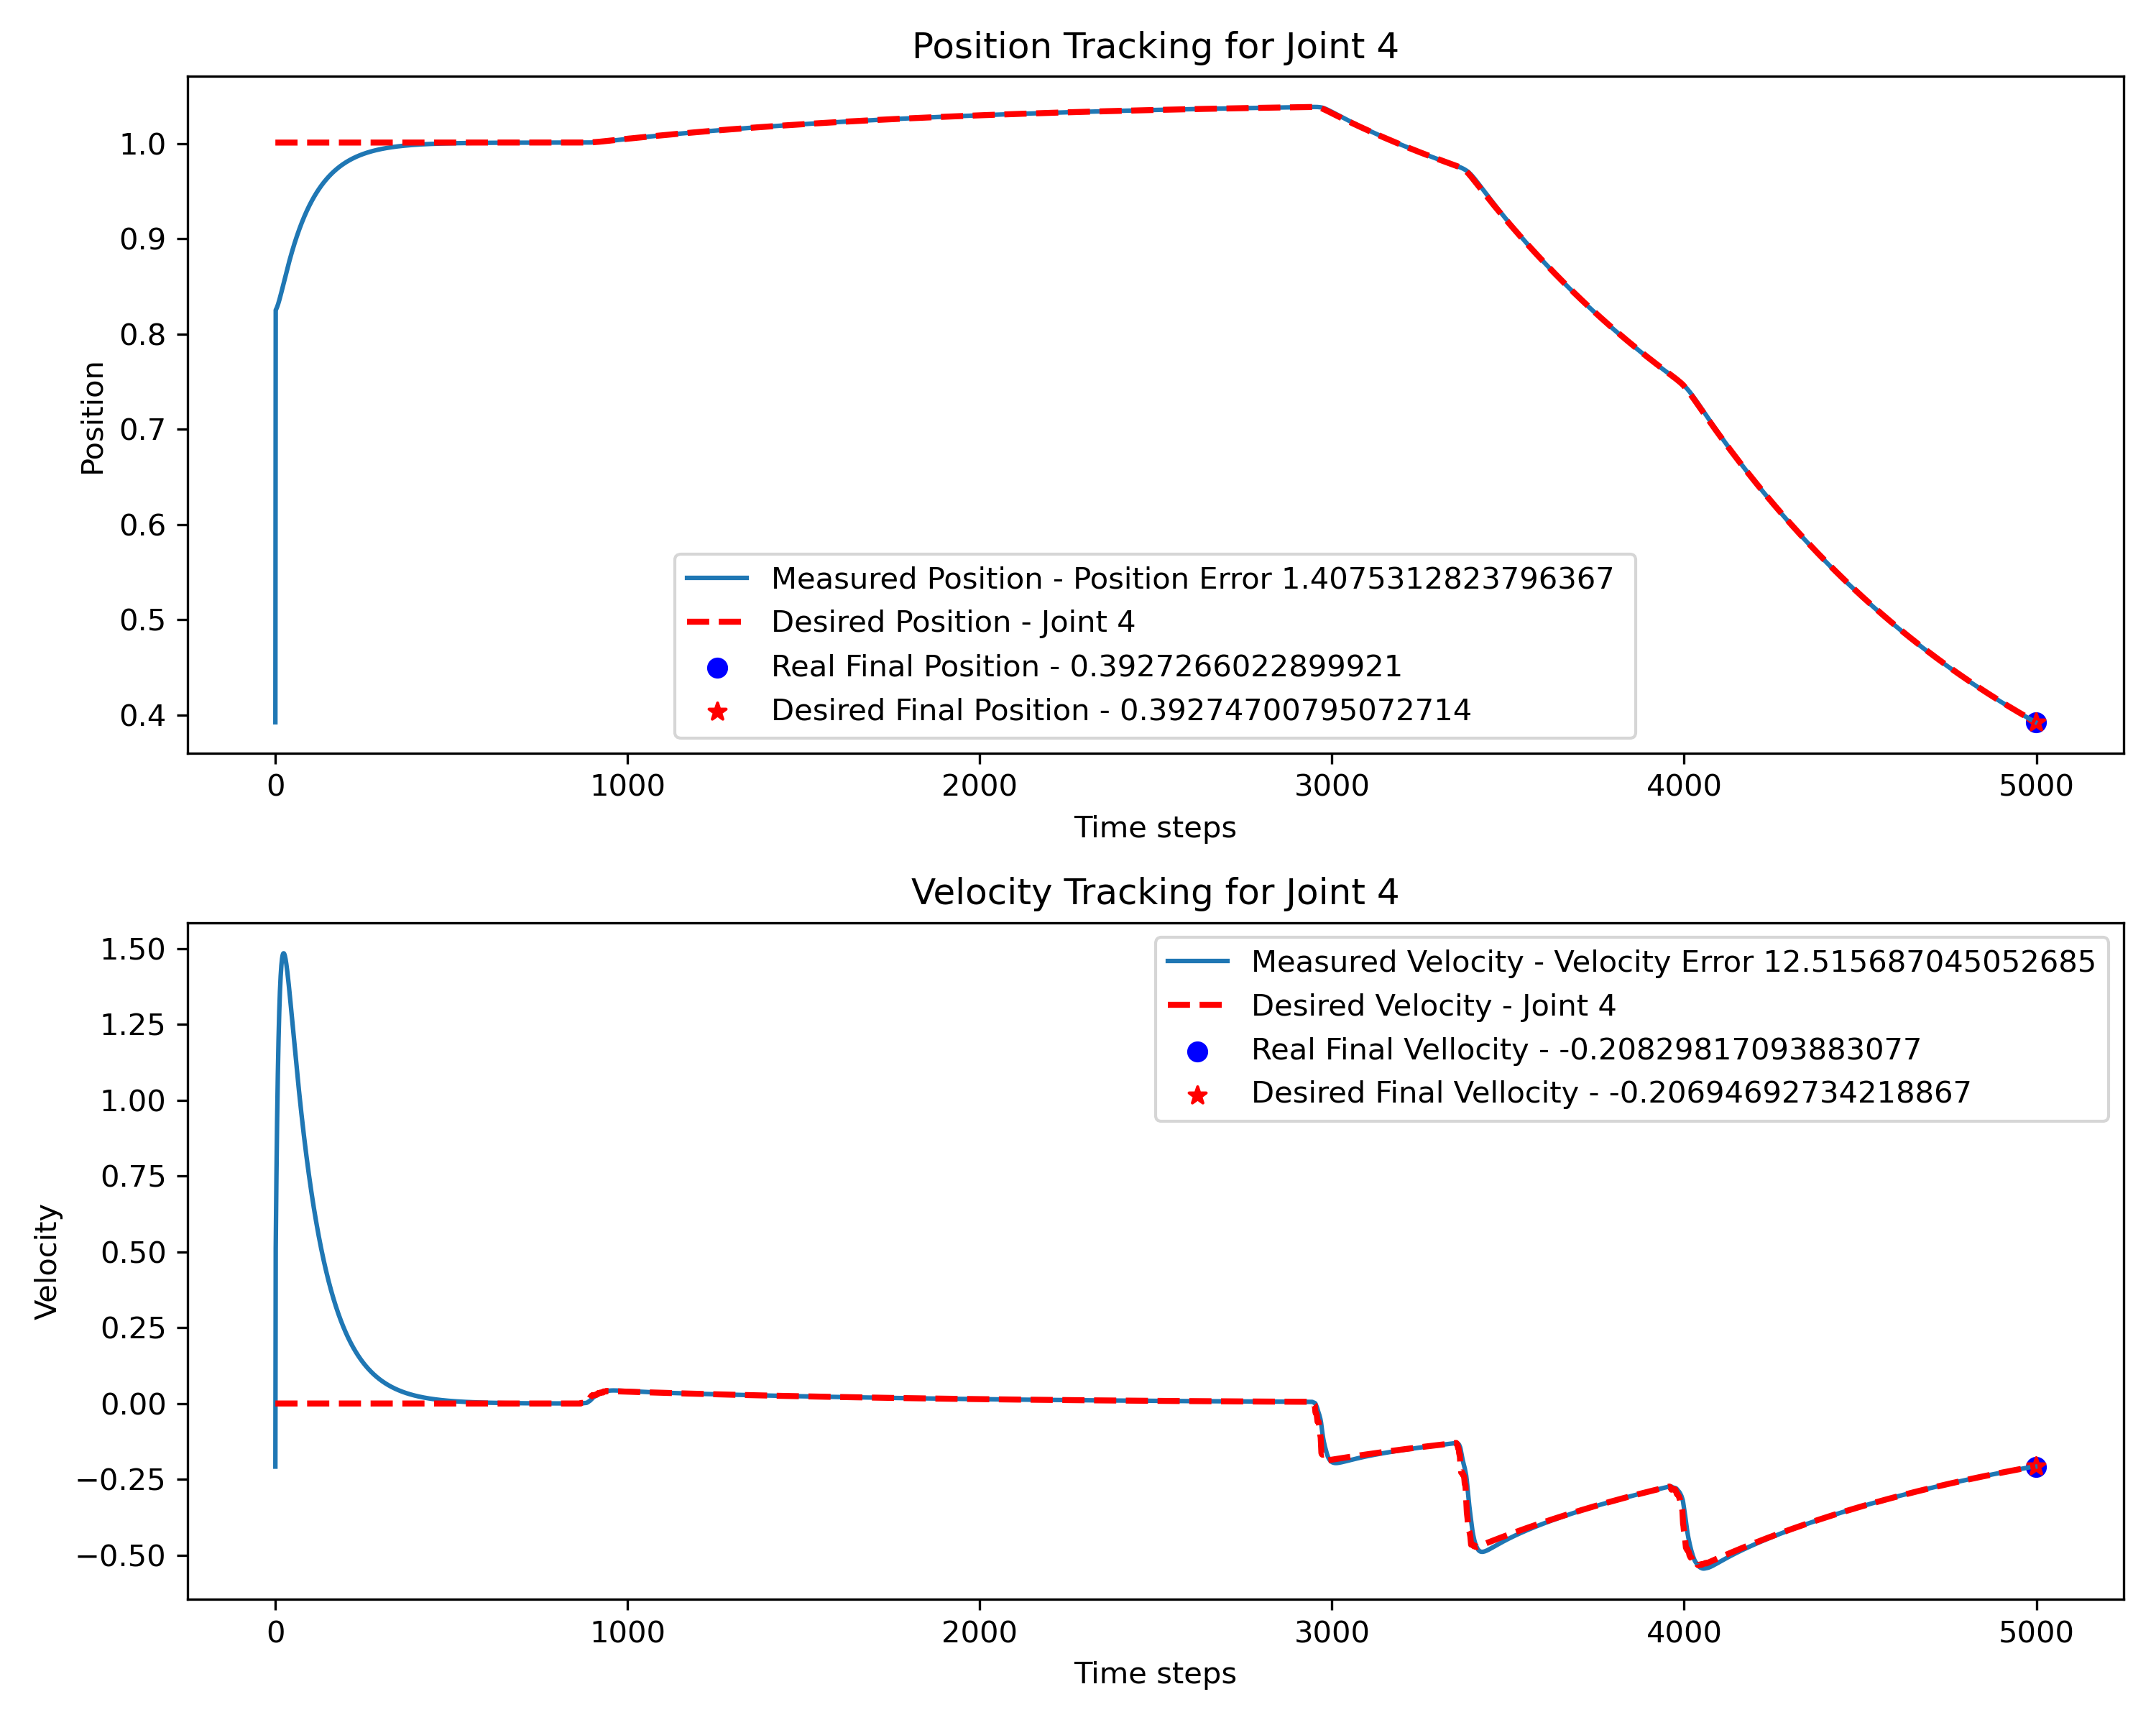 Position Tracking for Joint 4
1.0
0.9
0.8
0.7
0.6
0.5
0.4
Position
Measured Position - Position Error 1.4075312823796367
Desired Position - Joint 4
Real Final Position - 0.3927266022899921
Desired Final Position - 0.39274700795072714
0 1000 2000 3000 4000 5000
Time steps
Velocity Tracking for Joint 4
1.50
1.25
1.00
0.75
0.50
0.25
0.00
−0.25
−0.50
Velocity
Measured Velocity - Velocity Error 12.515687045052685
Desired Velocity - Joint 4
Real Final Vellocity - -0.20829817093883077
Desired Final Vellocity - -0.20694692734218867
0 1000 2000 3000 4000 5000
Time steps